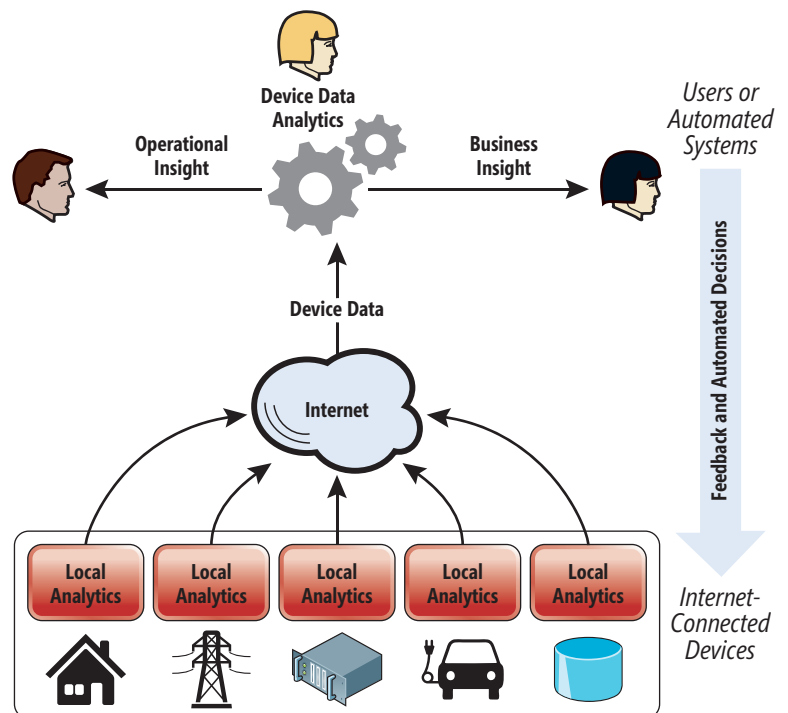 Device Data
Analytics
Users or
Automated
Systems
Operational
Insight
Business
Insight
Device Data
Internet
Feedback and Automated Decisions
Local
Analytics
Local
Analytics
Local
Analytics
Local
Analytics
Local
Analytics
Internet-
Connected
Devices